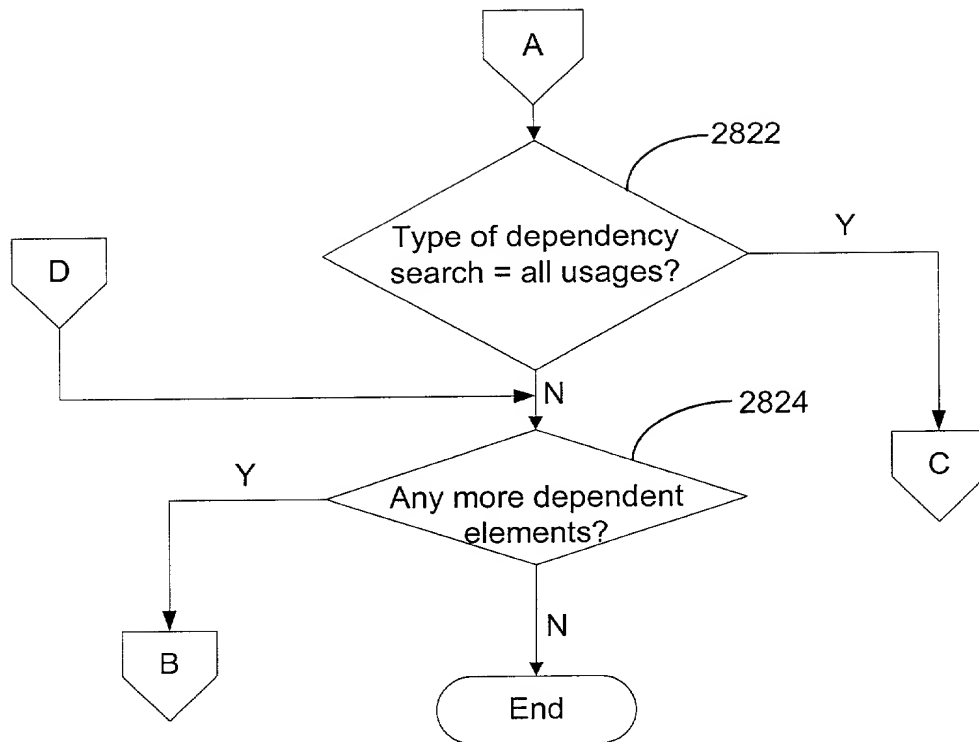 A
2822
Type of dependency
search = all usages?
Y
D
N
2824
C
Y
Any more dependent
elements?
N
B
End